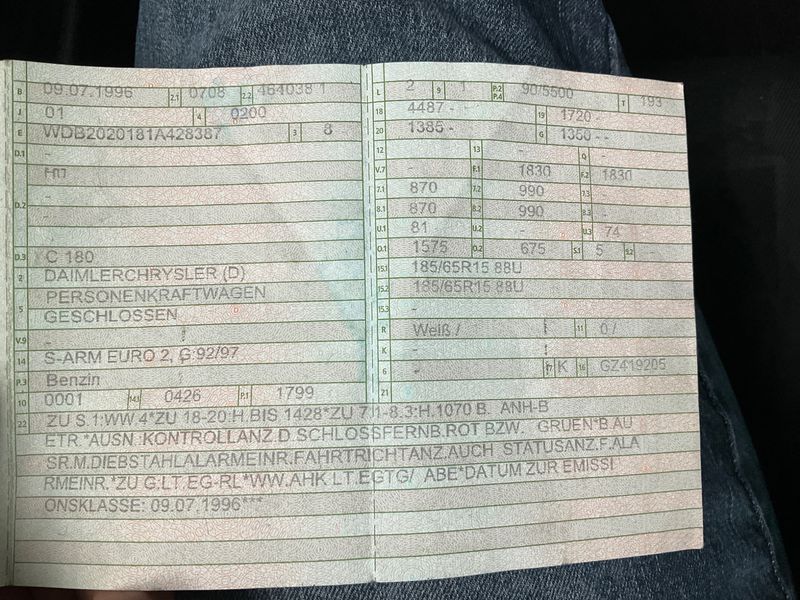 B 09.07.1996 2.1 0708 2.2 464038 1
J 01 4 0200
E WDB2020181A428387 3 8
D.1 -
-
D.2 -
-
D.3 C 180
2 DAIMLERCHRYSLER (D)
PERSONENKRAFTWAGEN
5 GESCHLOSSEN
V.9 -
14 S-ARM EURO 2, G:92/97
P.3 Benzin
10 0001 14.1 0426 P.1 1799
L 2 9 1 P.2 P.4 90/5500 T 193
18 4487 - 19 1720 -
20 1385 - G 1350 - -
12 - 13 - Q -
V.7 - F.1 1830 F.2 1830
7.1 870 7.2 990 7.3 -
8.1 870 8.2 990 8.3 -
U.1 81 U.2 - U.3 74
O.1 1575 O.2 675 S.1 5 S.2 -
15.1 185/65R15 88U
15.2 185/65R15 88U
15.3 -
R Weiß / 11 0 /
K -
6 - 17 K 16 GZ419205
21
22 ZU S.1:WW.4*ZU 18-20:H.BIS 1428*ZU 7.1-8.3:H.1070 B. ANH-B
ETR.*AUSN.:KONTROLLANZ.D.SCHLOSSFERNB.ROT BZW. GRUEN*B.AU
SR.M.DIEBSTAHLALARMEINR.FAHRTRICHTANZ.AUCH STATUSANZ.F.ALA
RMEINR.*ZU G:LT.EG-RL*WW.AHK LT.EGTG/ ABE*DATUM ZUR EMISSI
ONSKLASSE: 09.07.1996***